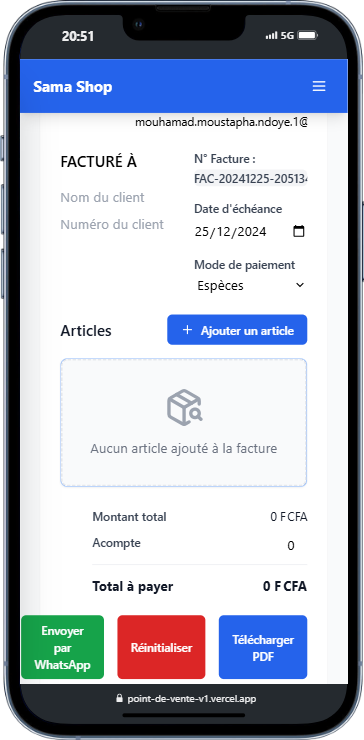 20:51
5G
Sama Shop
mouhamad.moustapha.ndoye.1@
FACTURÉ À
N° Facture :
FAC-20241225-20513
Nom du client
Date d'échéance
Numéro du client
25/12/2024
Mode de paiement
Espèces
Articles
+ Ajouter un article
Aucun article ajouté à la facture
Montant total 0 F CFA
Acompte 0
Total à payer 0 F CFA
Envoyer
par
WhatsApp
Réinitialiser
Télécharger
PDF
point-de-vente-v1.vercel.app